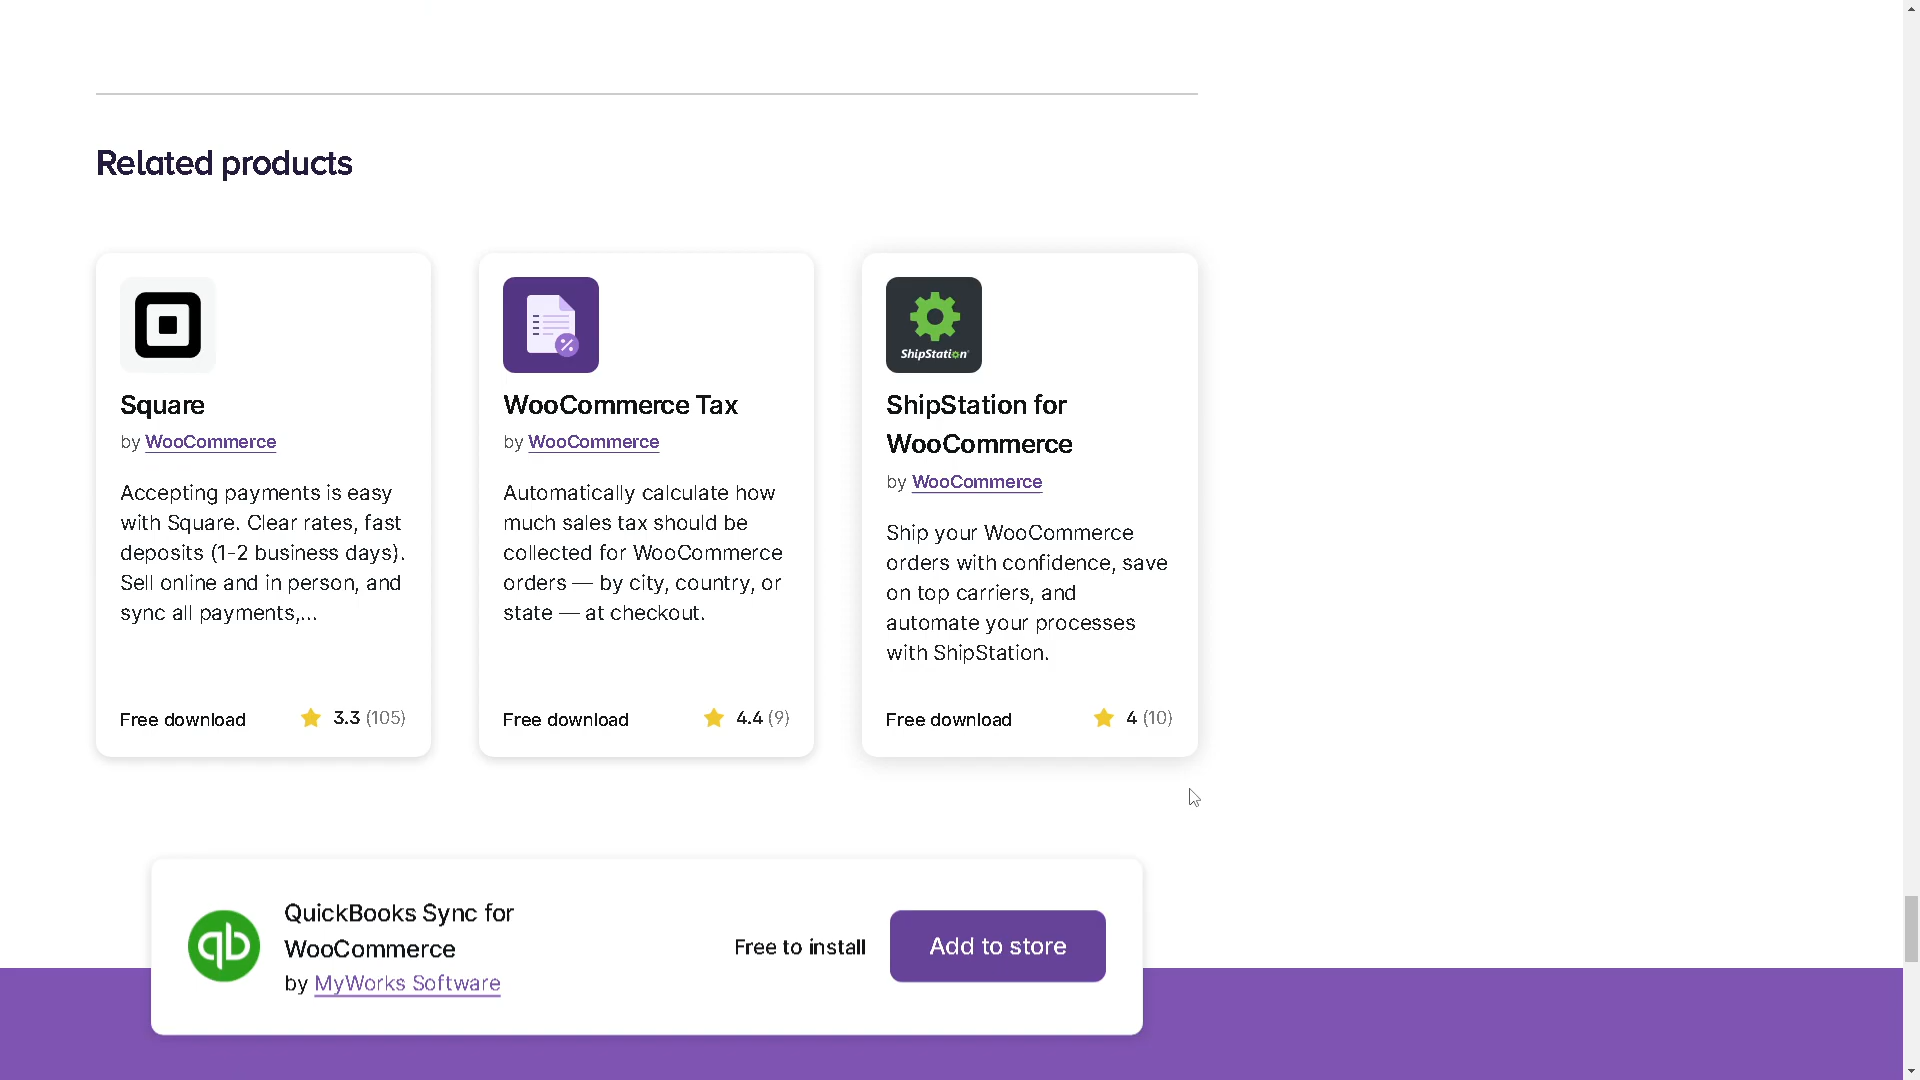 Related products
Square
by WooCommerce
Accepting payments is easy
with Square. Clear rates, fast
deposits (1-2 business days).
Sell online and in person, and
sync all payments,...
Free download
3.3 (105)
WooCommerce Tax
by WooCommerce
Automatically calculate how
much sales tax should be
collected for WooCommerce
orders — by city, country, or
state — at checkout.
Free download
4.4 (9)
ShipStation
ShipStation for
WooCommerce
by WooCommerce
Ship your WooCommerce
orders with confidence, save
on top carriers, and
automate your processes
with ShipStation.
Free download
4 (10)
qb
QuickBooks Sync for
WooCommerce
by MyWorks Software
Free to install
Add to store